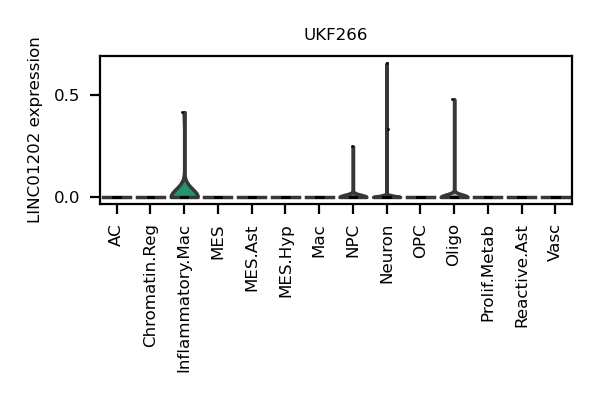 UKF266
LINC01202 expression
0.5
0.0
AC
Chromatin.Reg
Inflammatory.Mac
MES
MES.Ast
MES.Hyp
Mac
NPC
Neuron
OPC
Oligo
Prolif.Metab
Reactive.Ast
Vasc